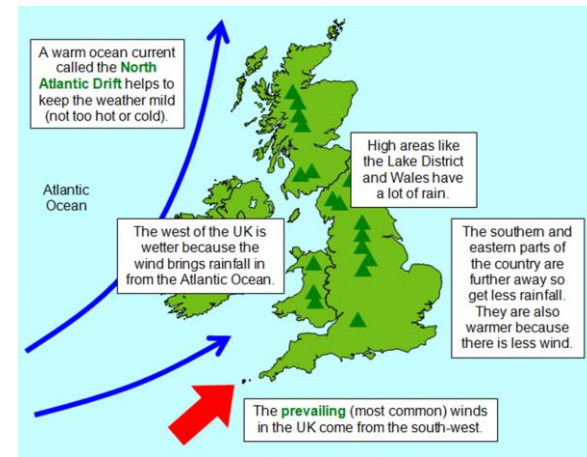 A warm ocean current
called the North
Atlantic Drift helps to
keep the weather mild
(not too hot or cold).
High areas like
the Lake District
and Wales have
a lot of rain.
Atlantic
Ocean
The west of the UK is
wetter because the
wind brings rainfall in
from the Atlantic Ocean.
The southern and
eastern parts of
the country are
further away so
get less rainfall.
They are also
warmer because
there is less wind.
The prevailing (most common) winds
in the UK come from the south-west.